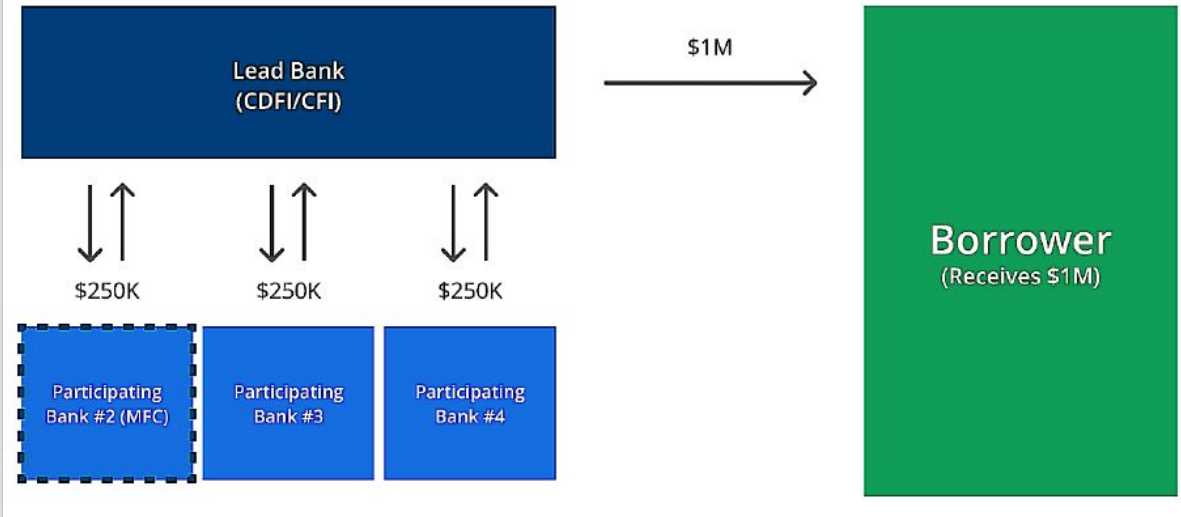 Lead Bank
(CDFI/CFI)
$1M
$250K
$250K
$250K
Participating
Bank #2 (MFC)
Participating
Bank #3
Participating
Bank #4
Borrower
(Receives $1M)